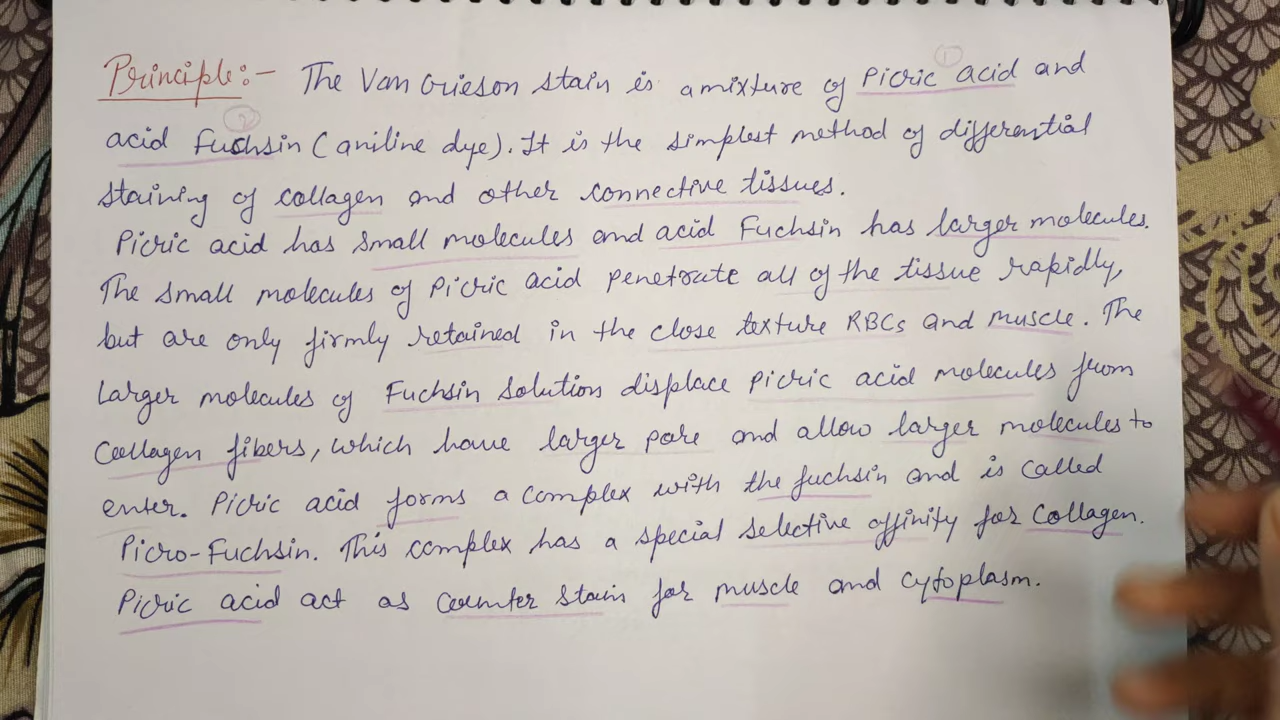 Principle:- The Van Grieson stain is a mixture of Picric acid and
acid Fuchsin (aniline dye). It is the simplest method of differential
staining of collagen and other connective tissues.
Picric acid has small molecules and acid Fuchsin has larger molecules.
The small molecules of Picric acid penetrate all of the tissue rapidly,
but are only firmly retained in the close texture RBCs and muscle. The
larger molecules of Fuchsin solution displace Picric acid molecules from
Collagen fibers, which have larger pore and allow larger molecules to
enter. Picric acid forms a complex with the fuchsin and is called
Picro-Fuchsin. This complex has a special selective affinity for Collagen.
Picric acid act as counter stain for muscle and cytoplasm.